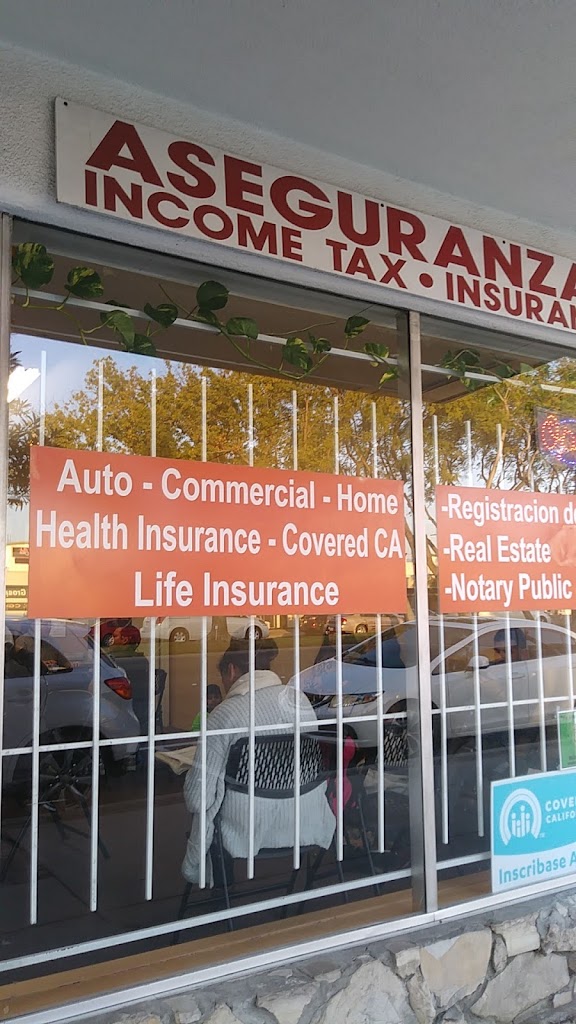 ASEGURANZA
INCOME TAX • INSURAN
Auto - Commercial - Home
Health Insurance - Covered CA
Life Insurance
-Registracion de
-Real Estate
-Notary Public
COVE
CALIFO
Inscribase A